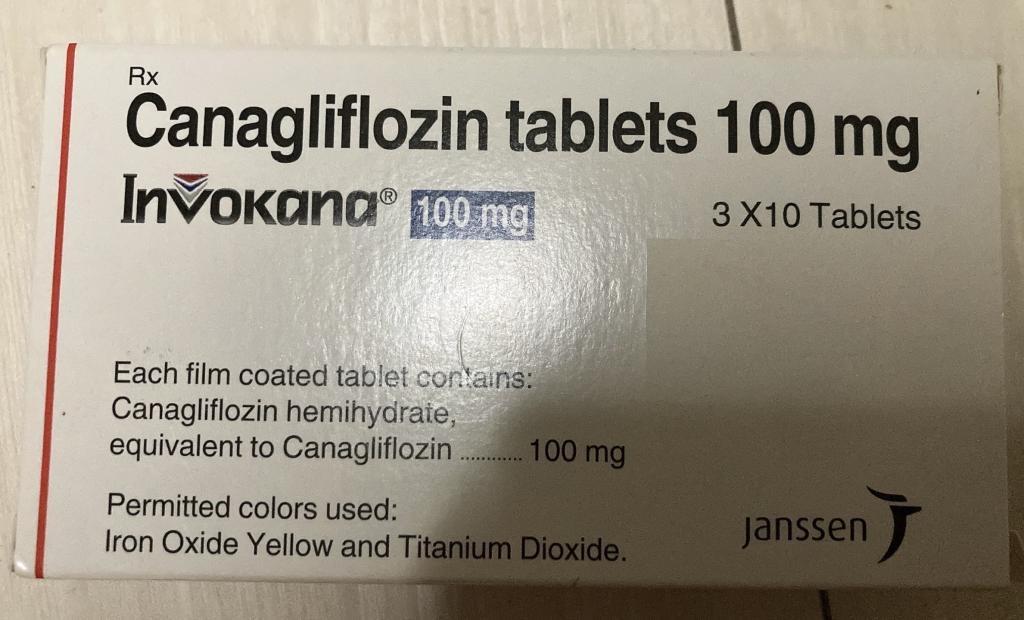 Rx
Canagliflozin tablets 100 mg
Invokana® 100 mg
3 X10 Tablets
Each film coated tablet contains:
Canagliflozin hemihydrate,
equivalent to Canagliflozin ............ 100 mg
Permitted colors used:
Iron Oxide Yellow and Titanium Dioxide.
janssen